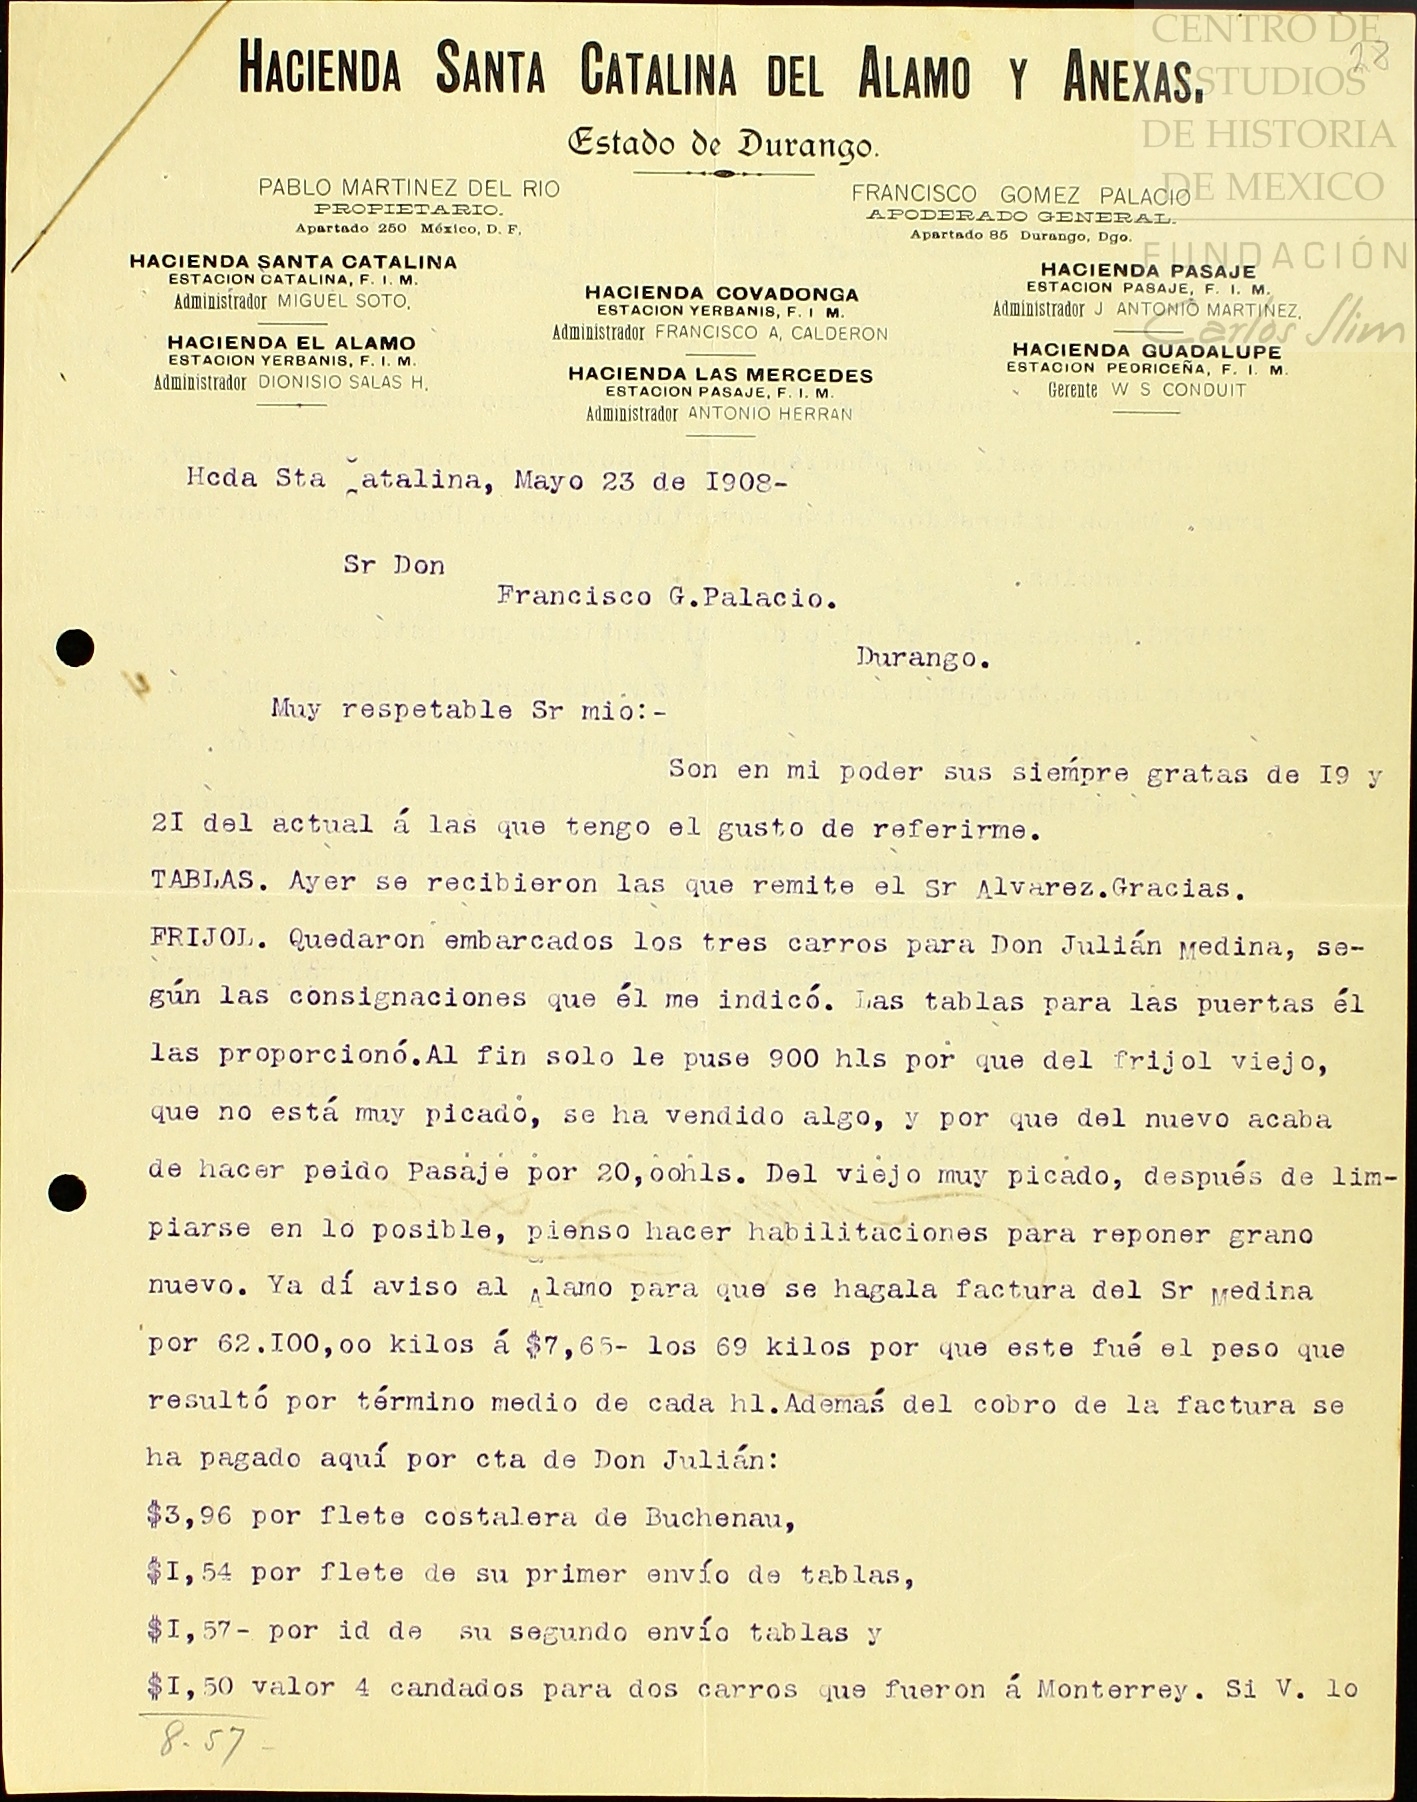 CENTRO DE
ESTUDIOS
DE HISTORIA
DE MEXICO
FUNDACIÓN
Carlos Slim
28
HACIENDA SANTA CATALINA DEL ALAMO Y ANEXAS.
Estado de Durango.
PABLO MARTINEZ DEL RIO
PROPIETARIO.
Apartado 250 México, D. F.
FRANCISCO GOMEZ PALACIO
APODERADO GENERAL.
Apartado 85 Durango, Dgo.
HACIENDA SANTA CATALINA
ESTACION CATALINA, F. I. M.
Administrador MIGUEL SOTO.
HACIENDA EL ALAMO
ESTACION YERBANIS, F. I. M.
Administrador DIONISIO SALAS H.
HACIENDA COVADONGA
ESTACION YERBANIS, F. I M.
Administrador FRANCISCO A. CALDERON
HACIENDA LAS MERCEDES
ESTACION PASAJE, F. I. M.
Administrador ANTONIO HERRAN
HACIENDA PASAJE
ESTACION PASAJE, F. I. M.
Administrador J ANTONIO MARTINEZ.
HACIENDA GUADALUPE
ESTACION PEDRICEÑA, F. I. M.
Gerente W S CONDUIT
Hcda Sta Catalina, Mayo 23 de I908-
Sr Don
Francisco G.Palacio.
Durango.
Muy respetable Sr mio:-
Son en mi poder sus siempre gratas de I9 y
2I del actual á las que tengo el gusto de referirme.
TABLAS. Ayer se recibieron las que remite el Sr Alvarez.Gracias.
FRIJOL. Quedaron embarcados los tres carros para Don Julián Medina, se-
gún las consignaciones que él me indicó. Las tablas para las puertas él
las proporcionó.Al fin solo le puse 900 hls por que del frijol viejo,
que no está muy picado, se ha vendido algo, y por que del nuevo acaba
de hacer peido Pasaje por 20,oohls. Del viejo muy picado, después de lim-
piarse en lo posible, pienso hacer habilitaciones para reponer grano
nuevo. Ya dí aviso al Alamo para que se hagala factura del Sr Medina
por 62.I00,oo kilos á $7,65- los 69 kilos por que este fué el peso que
resultó por término medio de cada hl.Ademaś del cobro de la factura se
ha pagado aquí por cta de Don Julián:
$3,96 por flete costalera de Buchenau,
$I,54 por flete de su primer envío de tablas,
$I,57- por id de su segundo envío tablas y
$I,50 valor 4 candados para dos carros que fueron á Monterrey. Si V. lo
8.57-